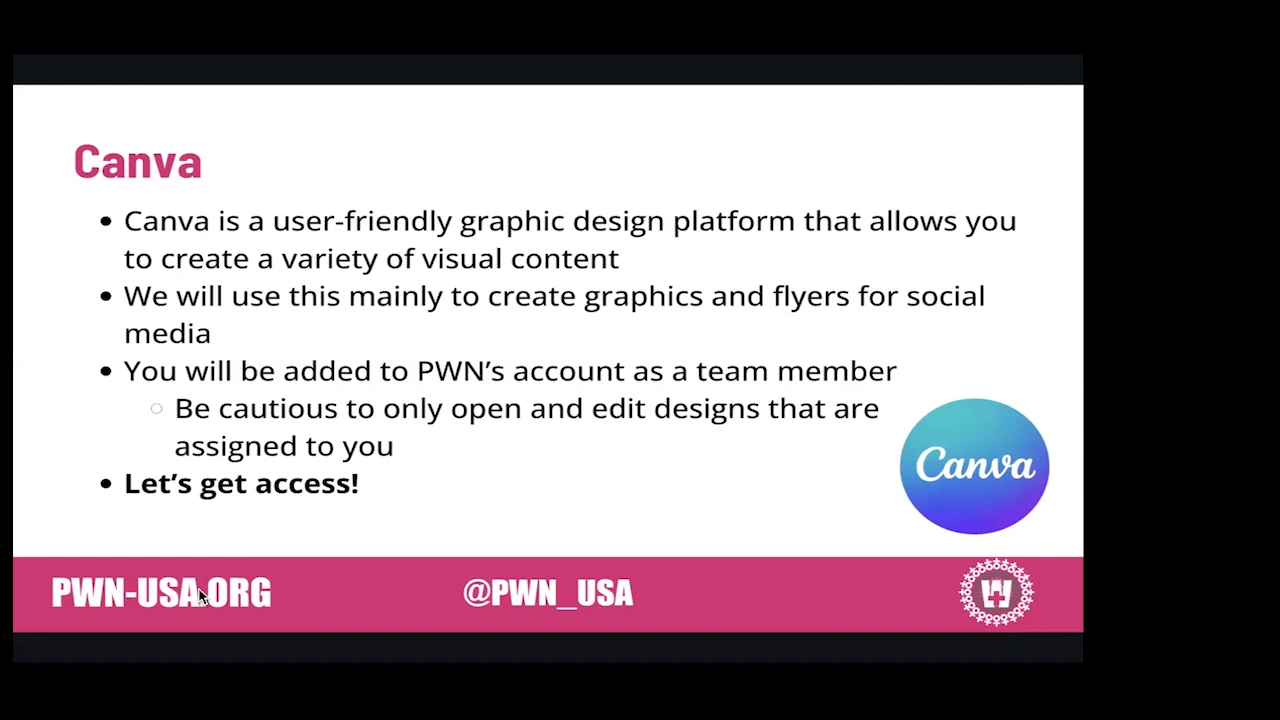 Canva
• Canva is a user-friendly graphic design platform that allows you
to create a variety of visual content
• We will use this mainly to create graphics and flyers for social
media
• You will be added to PWN’s account as a team member
○ Be cautious to only open and edit designs that are
assigned to you
• Let’s get access!
Canva
PWN-USA.ORG
@PWN_USA